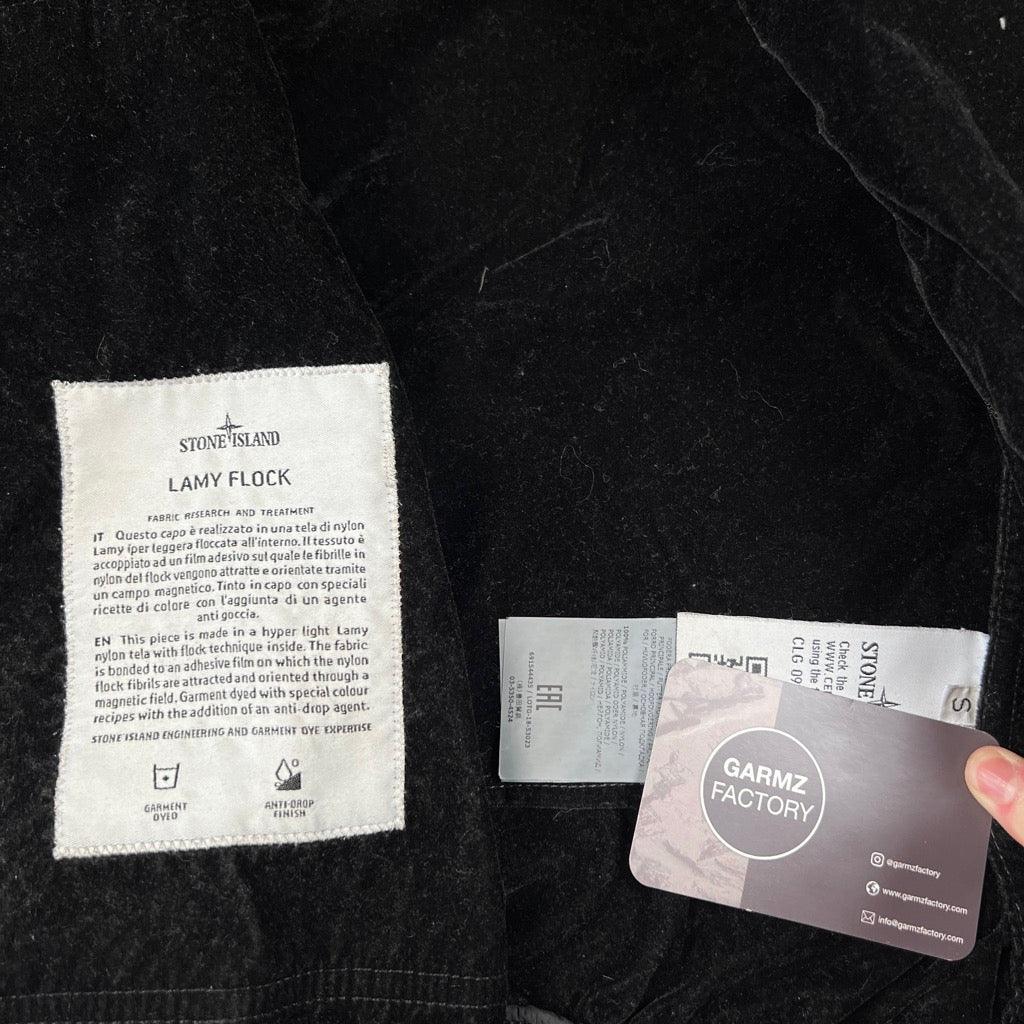 STONE ISLAND
LAMY FLOCK
FABRIC RESEARCH AND TREATMENT
IT Questo capo è realizzato in una tela di nylon
Lamy iper leggera floccata all'interno. Il tessuto è
accoppiato ad un film adesivo sul quale le fibrille in
nylon del flock vengono attratte e orientate tramite
un campo magnetico. Tinto in capo con speciali
ricette di colore con l'aggiunta di un agente
anti goccia.
EN This piece is made in a hyper light Lamy
nylon tela with flock technique inside. The fabric
is bonded to an adhesive film on which the nylon
flock fibrils are attracted and oriented through a
magnetic field. Garment dyed with special colour
recipes with the addition of an anti-drop agent.
STONE ISLAND ENGINEERING AND GARMENT DYE EXPERTISE
GARMENT
DYED
ANTI-DROP
FINISH
EAC
691544435 / LOTG-18-53023
03-5350-4324
STONE
Check the
WWW.CE
using the
CLG 09
S
GARMZ
FACTORY
@garmzfactory
www.garmzfactory.com
info@garmzfactory.com